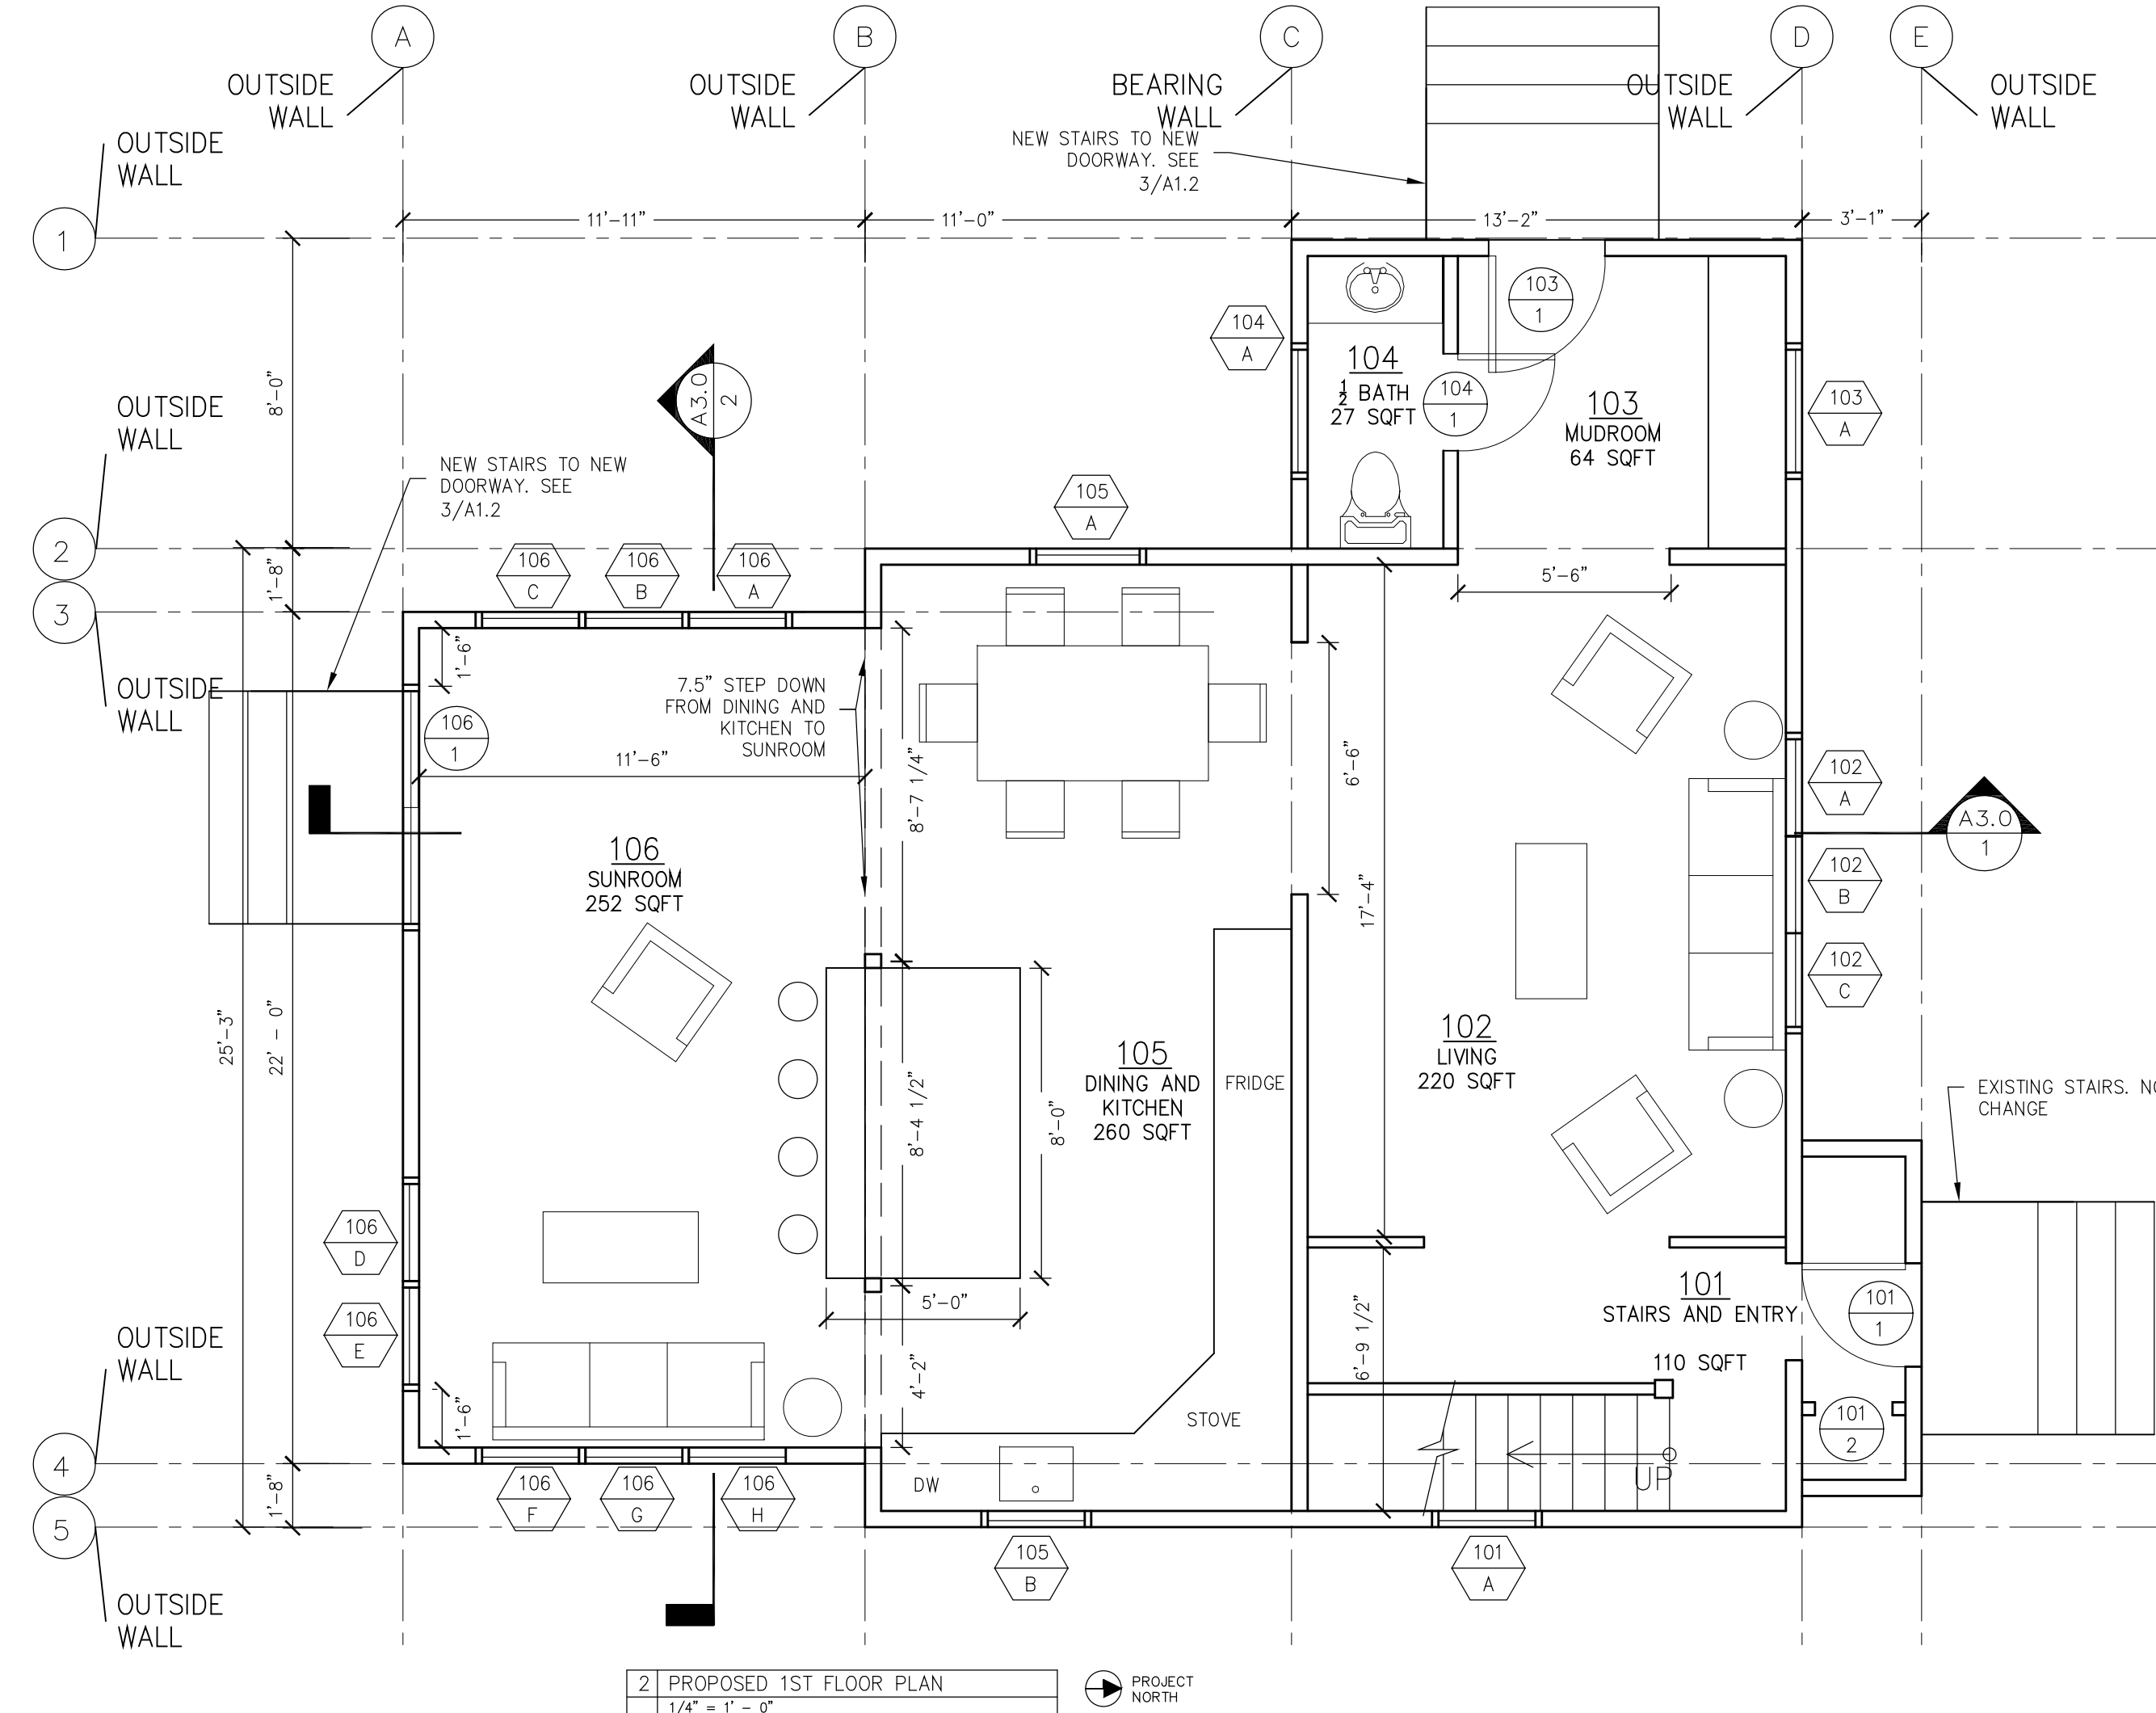 A
B
C
D
E
OUTSIDE
WALL
OUTSIDE
WALL
BEARING
WALL
OUTSIDE
WALL
OUTSIDE
WALL
OUTSIDE
WALL
NEW STAIRS TO NEW
DOORWAY. SEE
3/A1.2
1
11'-11"
11'-0"
13'-2"
3'-1"
103
1
104
A
104
½ BATH
27 SQFT
104
1
103
MUDROOM
64 SQFT
103
A
8'-0"
A3.0
2
OUTSIDE
WALL
NEW STAIRS TO NEW
DOORWAY. SEE
3/A1.2
105
A
2
106
C
106
B
106
A
5'-6"
1'-8"
3
1'-6"
OUTSIDE
WALL
7.5" STEP DOWN
FROM DINING AND
KITCHEN TO
SUNROOM
106
1
11'-6"
8'-7 1/4"
6'-6"
102
A
A3.0
1
106
SUNROOM
252 SQFT
102
B
17'-4"
102
C
25'-3"
22' - 0"
102
LIVING
220 SQFT
105
DINING AND
KITCHEN
260 SQFT
FRIDGE
8'-4 1/2"
8'-0"
EXISTING STAIRS. NO
CHANGE
106
D
106
E
5'-0"
101
STAIRS AND ENTRY
110 SQFT
101
1
6'-9 1/2"
OUTSIDE
WALL
4'-2"
1'-6"
STOVE
101
2
4
DW
UP
1'-8"
106
F
106
G
106
H
5
105
B
101
A
OUTSIDE
WALL
2 PROPOSED 1ST FLOOR PLAN
1/4" = 1' - 0"
PROJECT
NORTH